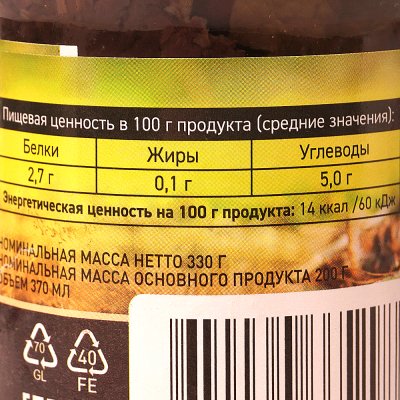 Пищевая ценность в 100 г продукта (средние значения):
Белки Жиры Углеводы
2,7 г 0,1 г 5,0 г
Энергетическая ценность на 100 г продукта: 14 ккал /60 кДж
НОМИНАЛЬНАЯ МАССА НЕТТО 330 Г
НОМИНАЛЬНАЯ МАССА ОСНОВНОГО ПРОДУКТА 200 Г
ОБЪЕМ 370 МЛ
70 40
GL FE